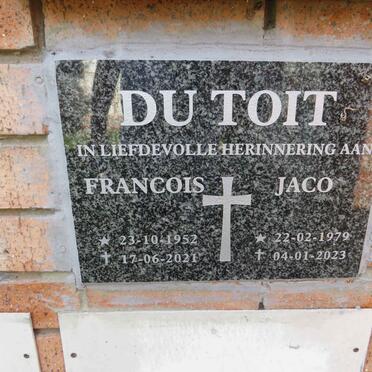 DU TOIT
IN LIEFDEVOLLE HERINNERING AAN
FRANCOIS JACO
★ 23-10-1952 ★ 22-02-1979
✝ 17-06-2021 ✝ 04-01-2023